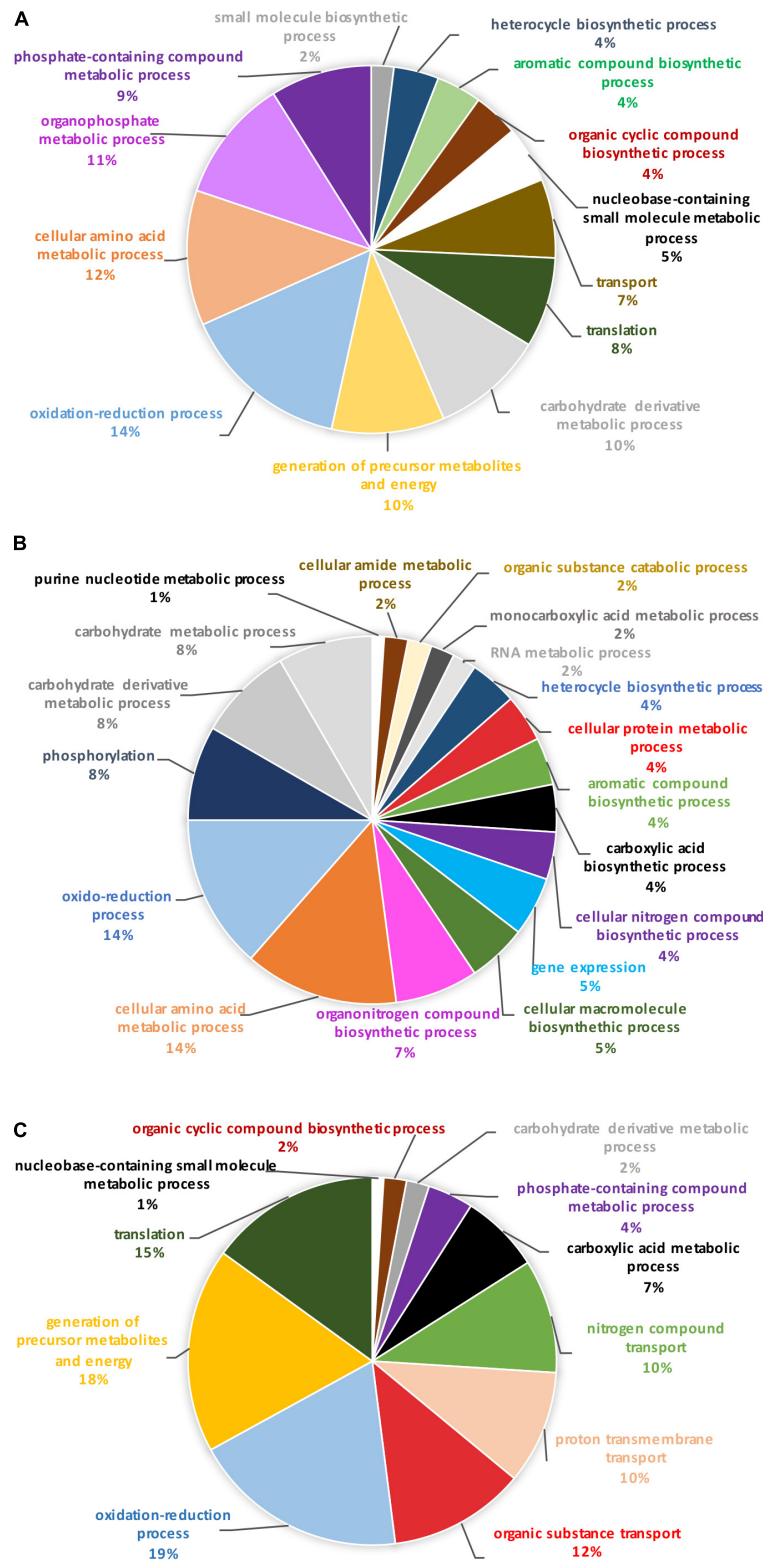 A
small molecule biosynthetic
process
2%
heterocycle biosynthetic process
4%
aromatic compound biosynthetic
process
4%
organic cyclic compound
biosynthetic process
4%
nucleobase-containing
small molecule metabolic
process
5%
transport
7%
translation
8%
carbohydrate derivative
metabolic process
10%
generation of precursor metabolites
and energy
10%
oxidation-reduction process
14%
cellular amino acid
metabolic process
12%
organophosphate
metabolic process
11%
phosphate-containing compound
metabolic process
9%
B
purine nucleotide metabolic process
1%
cellular amide metabolic
process
2%
organic substance catabolic process
2%
monocarboxylic acid metabolic process
2%
RNA metabolic process
2%
heterocycle biosynthetic process
4%
cellular protein metabolic
process
4%
aromatic compound
biosynthetic process
4%
carboxylic acid
biosynthetic process
4%
cellular nitrogen compound
biosynthetic process
4%
gene expression
5%
cellular macromolecule
biosynthethic process
5%
organonitrogen compound
biosynthetic process
7%
cellular amino acid
metabolic process
14%
oxido-reduction
process
14%
phosphorylation
8%
carbohydrate derivative
metabolic process
8%
carbohydrate metabolic process
8%
C
organic cyclic compound biosynthetic process
2%
carbohydrate derivative metabolic
process
2%
phosphate-containing compound
metabolic process
4%
carboxylic acid metabolic
process
7%
nitrogen compound
transport
10%
proton transmembrane
transport
10%
organic substance transport
12%
oxidation-reduction
process
19%
generation of
precursor metabolites
and energy
18%
translation
15%
nucleobase-containing small molecule
metabolic process
1%